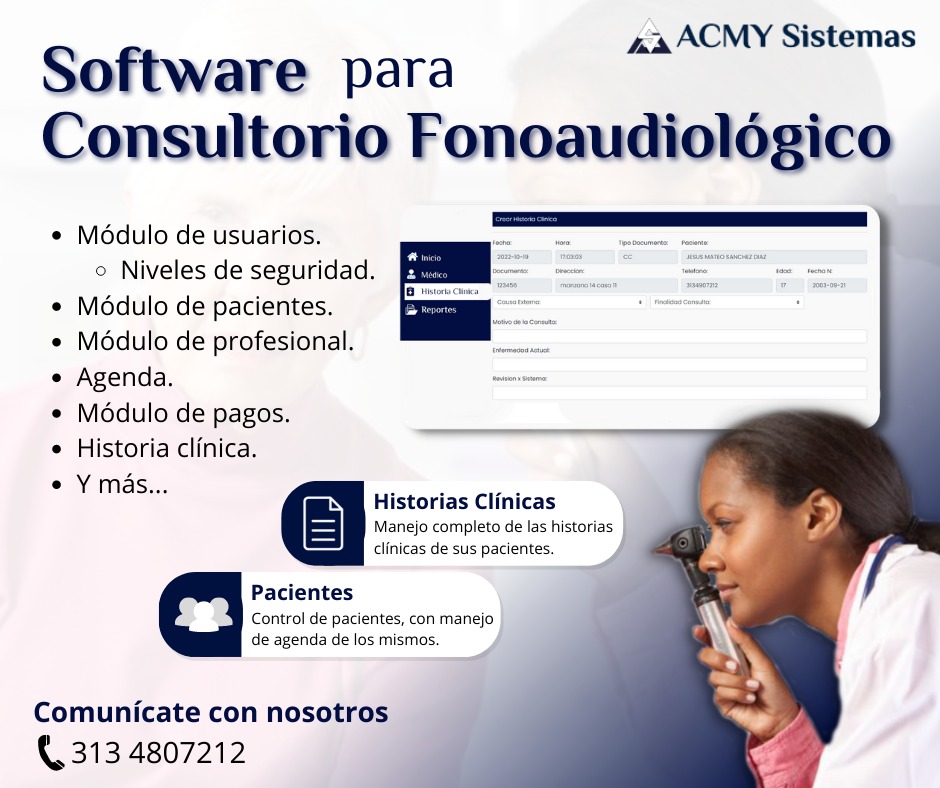 ACMY Sistemas
Software para
Consultorio Fonoaudiológico
Módulo de usuarios.
Niveles de seguridad.
Módulo de pacientes.
Módulo de profesional.
Agenda.
Módulo de pagos.
Historia clínica.
Y más...
Crear Historia Clinica
Inicio
Médico
Historia Clínica
Reportes
Fecha: Hora: Tipo Documento: Paciente:
2022-10-19 17:03:03 CC JESUS MATEO SANCHEZ DIAZ
Documento: Direccion: Telefono: Edad: Fecha N:
123456 manzana 14 casa 11 3134907212 17 2003-09-21
Causa Externa: Finalidad Consulta:
Motivo de la Consulta:
Enfermedad Actual:
Revision x Sistema:
Historias Clínicas
Manejo completo de las historias
clínicas de sus pacientes.
Pacientes
Control de pacientes, con manejo
de agenda de los mismos.
Comunícate con nosotros
313 4807212